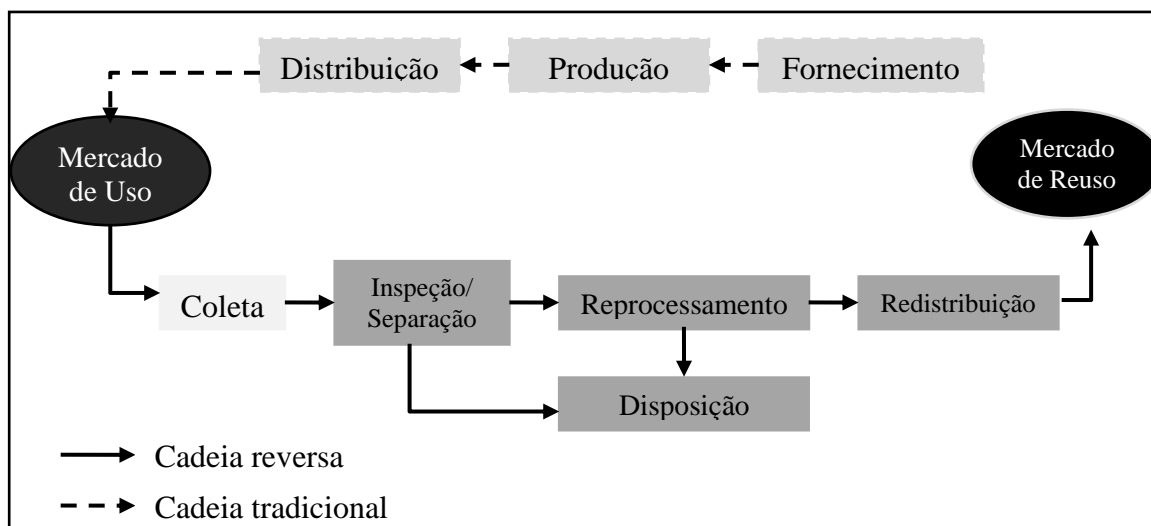 Distribuição
Produção
Fornecimento
Mercado
de Uso
Mercado
de Reuso
Coleta
Inspeção/
Separação
Reprocessamento
Redistribuição
Disposição
Cadeia reversa
Cadeia tradicional